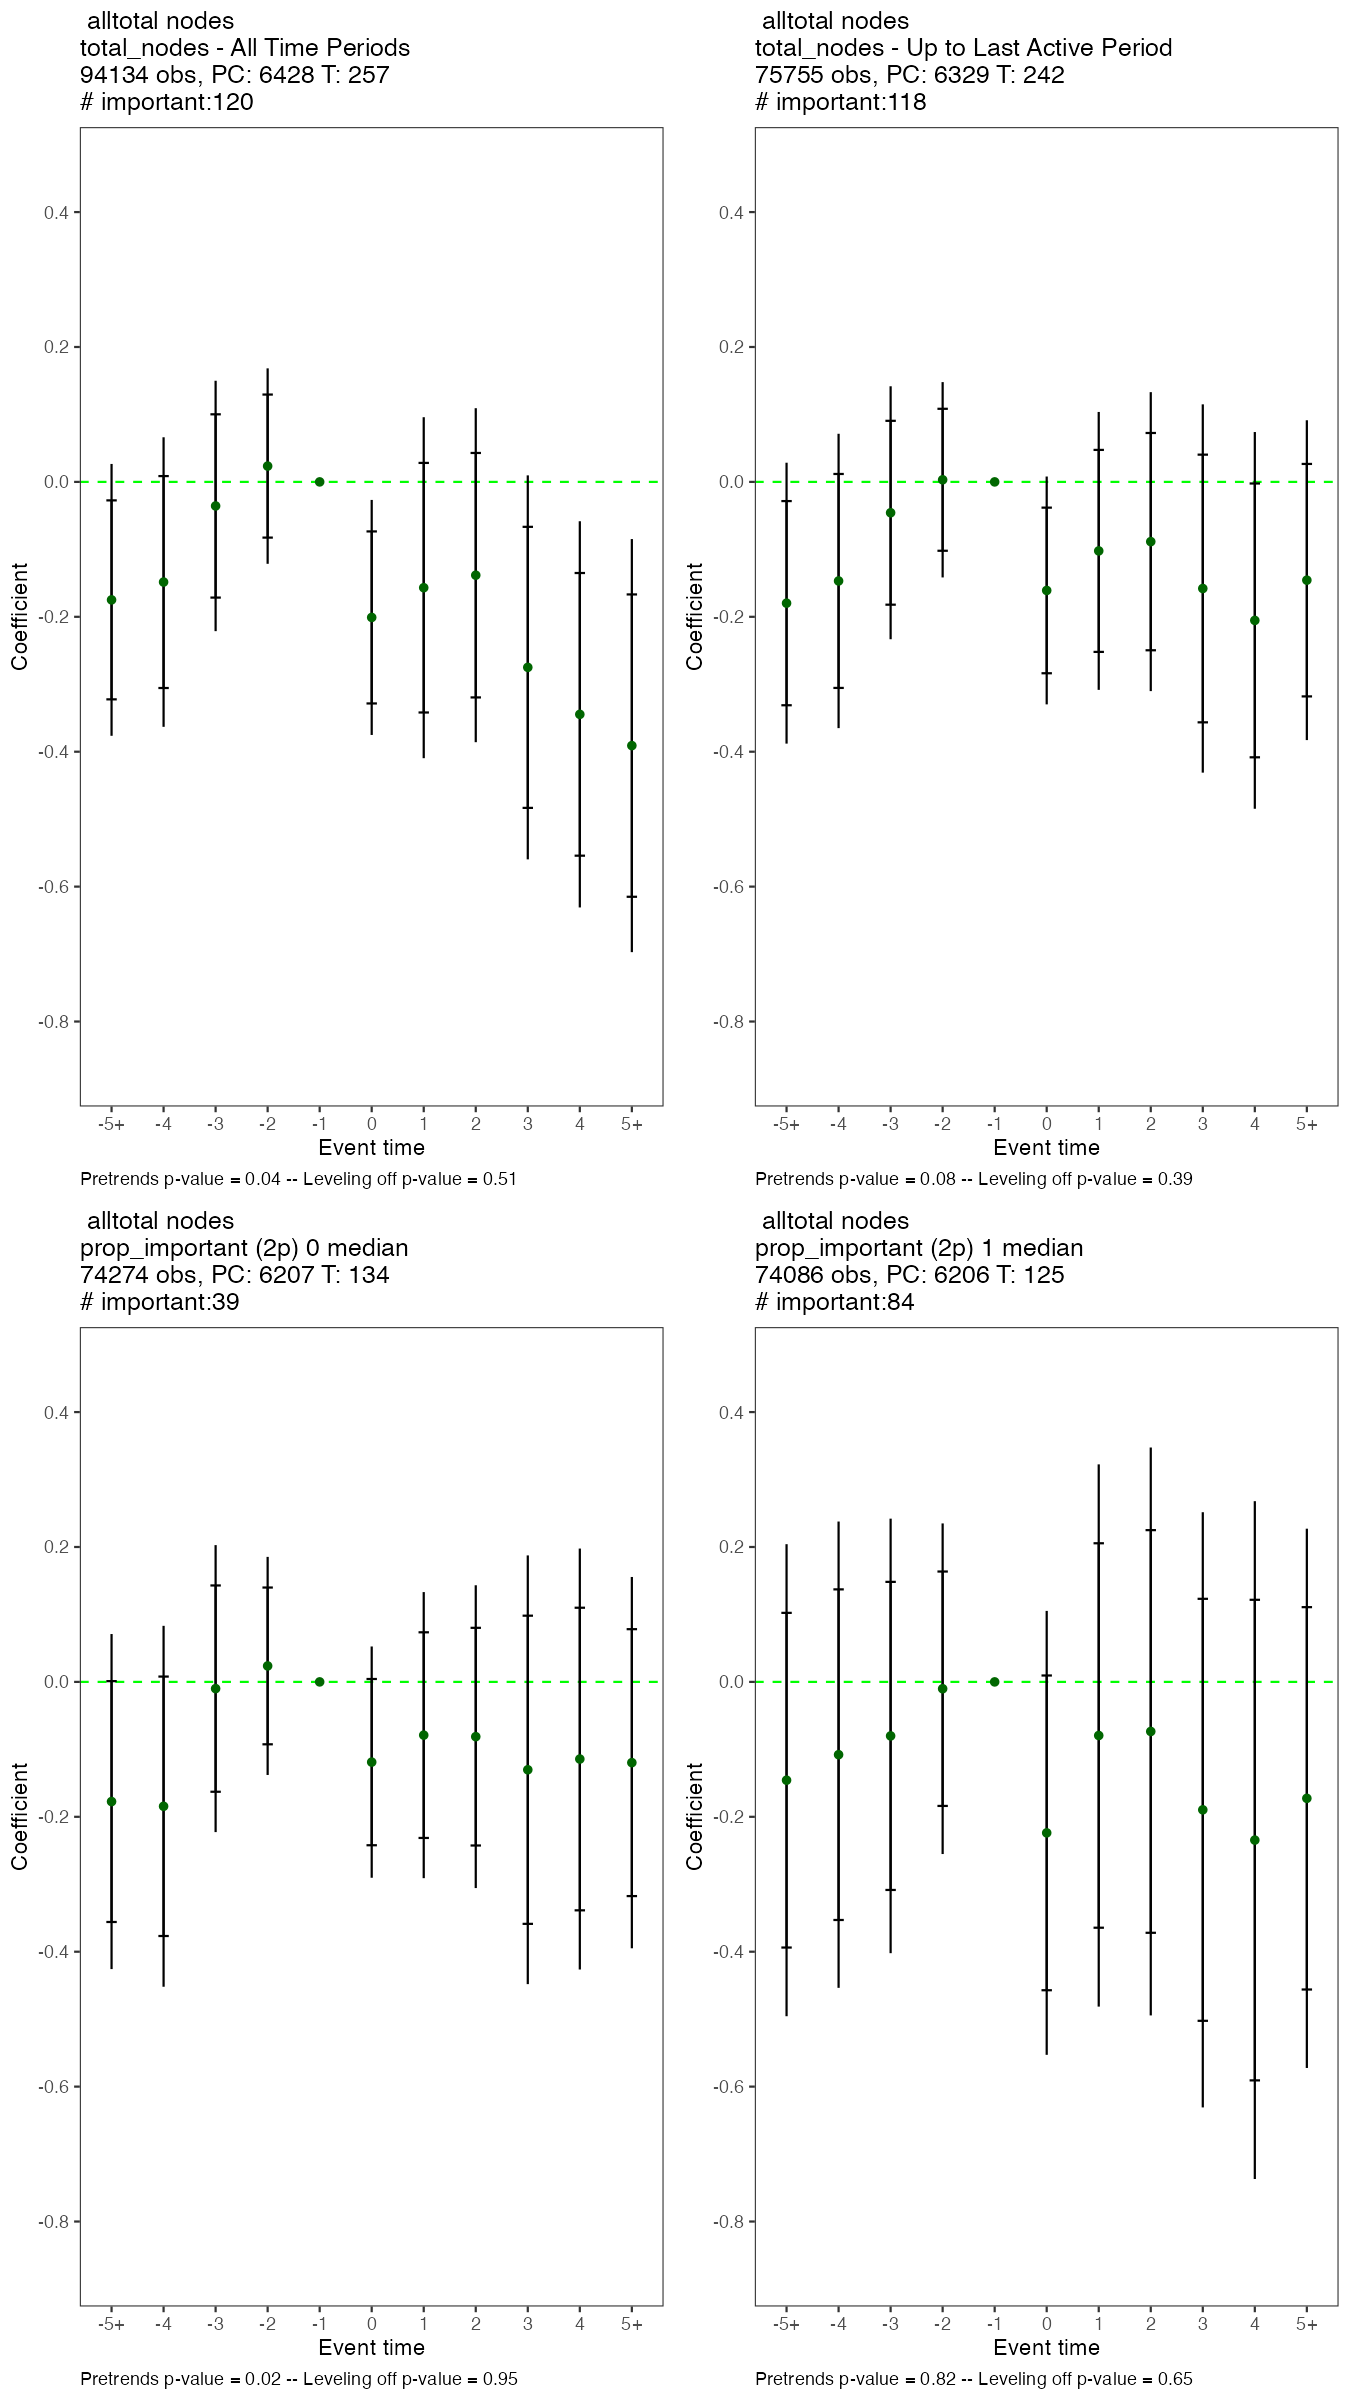 alltotal nodes
total_nodes - All Time Periods
94134 obs, PC: 6428 T: 257
# important:120
0.4
0.2
0.0
-0.2
-0.4
-0.6
-0.8
Coefficient
-5+ -4 -3 -2 -1 0 1 2 3 4 5+
Event time
Pretrends p-value = 0.04 -- Leveling off p-value = 0.51
alltotal nodes
total_nodes - Up to Last Active Period
75755 obs, PC: 6329 T: 242
# important:118
0.4
0.2
0.0
-0.2
-0.4
-0.6
-0.8
Coefficient
-5+ -4 -3 -2 -1 0 1 2 3 4 5+
Event time
Pretrends p-value = 0.08 -- Leveling off p-value = 0.39
alltotal nodes
prop_important (2p) 0 median
74274 obs, PC: 6207 T: 134
# important:39
0.4
0.2
0.0
-0.2
-0.4
-0.6
-0.8
Coefficient
-5+ -4 -3 -2 -1 0 1 2 3 4 5+
Event time
Pretrends p-value = 0.02 -- Leveling off p-value = 0.95
alltotal nodes
prop_important (2p) 1 median
74086 obs, PC: 6206 T: 125
# important:84
0.4
0.2
0.0
-0.2
-0.4
-0.6
-0.8
Coefficient
-5+ -4 -3 -2 -1 0 1 2 3 4 5+
Event time
Pretrends p-value = 0.82 -- Leveling off p-value = 0.65